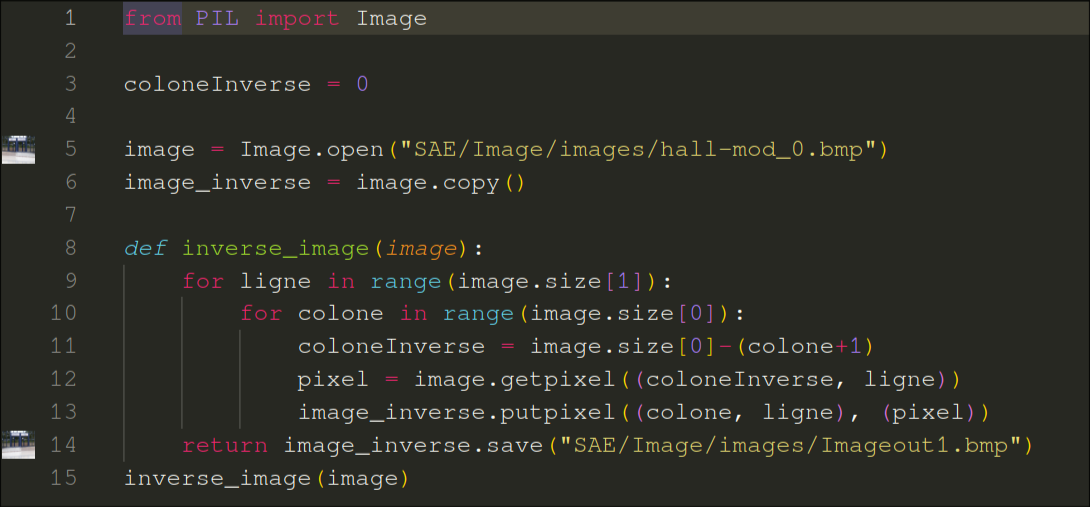 1 from PIL import Image
2
3 coloneInverse = 0
4
5 image = Image.open("SAE/Image/images/hall-mod_0.bmp")
6 image_inverse = image.copy()
7
8 def inverse_image(image):
9     for ligne in range(image.size[1]):
10         for colone in range(image.size[0]):
11             coloneInverse = image.size[0]-(colone+1)
12             pixel = image.getpixel((coloneInverse, ligne))
13             image_inverse.putpixel((colone, ligne), (pixel))
14     return image_inverse.save("SAE/Image/images/Imageout1.bmp")
15 inverse_image(image)